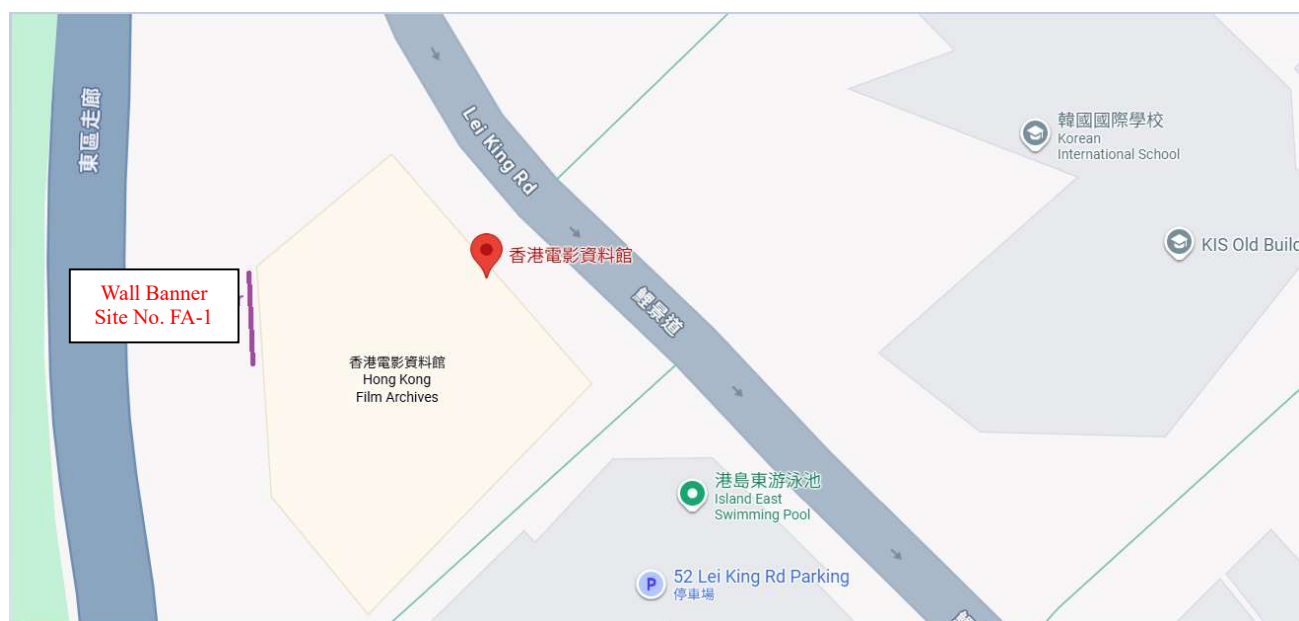 東區走廊
Lei King Rd
韓國國際學校
Korean
International School
KIS Old Build
香港電影資料館
Wall Banner
Site No. FA-1
鯉景道
香港電影資料館
Hong Kong
Film Archives
港島東游泳池
Island East
Swimming Pool
52 Lei King Rd Parking
停車場
P